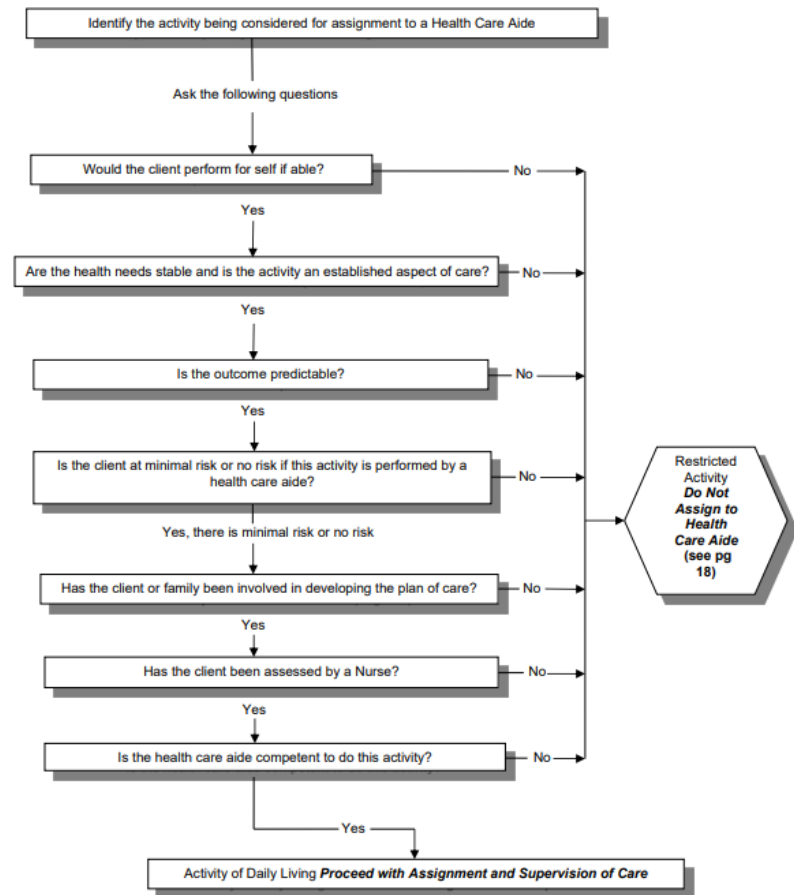 Identify the activity being considered for assignment to a Health Care Aide
Ask the following questions
Would the client perform for self if able?
No
Yes
Are the health needs stable and is the activity an established aspect of care?
No
Yes
Is the outcome predictable?
No
Yes
Is the client at minimal risk or no risk if this activity is performed by a
health care aide?
No
Yes, there is minimal risk or no risk
Has the client or family been involved in developing the plan of care?
No
Yes
Has the client been assessed by a Nurse?
No
Yes
Is the health care aide competent to do this activity?
No
Yes
Activity of Daily Living Proceed with Assignment and Supervision of Care
Restricted
Activity
Do Not
Assign to
Health
Care Aide
(see pg
18)